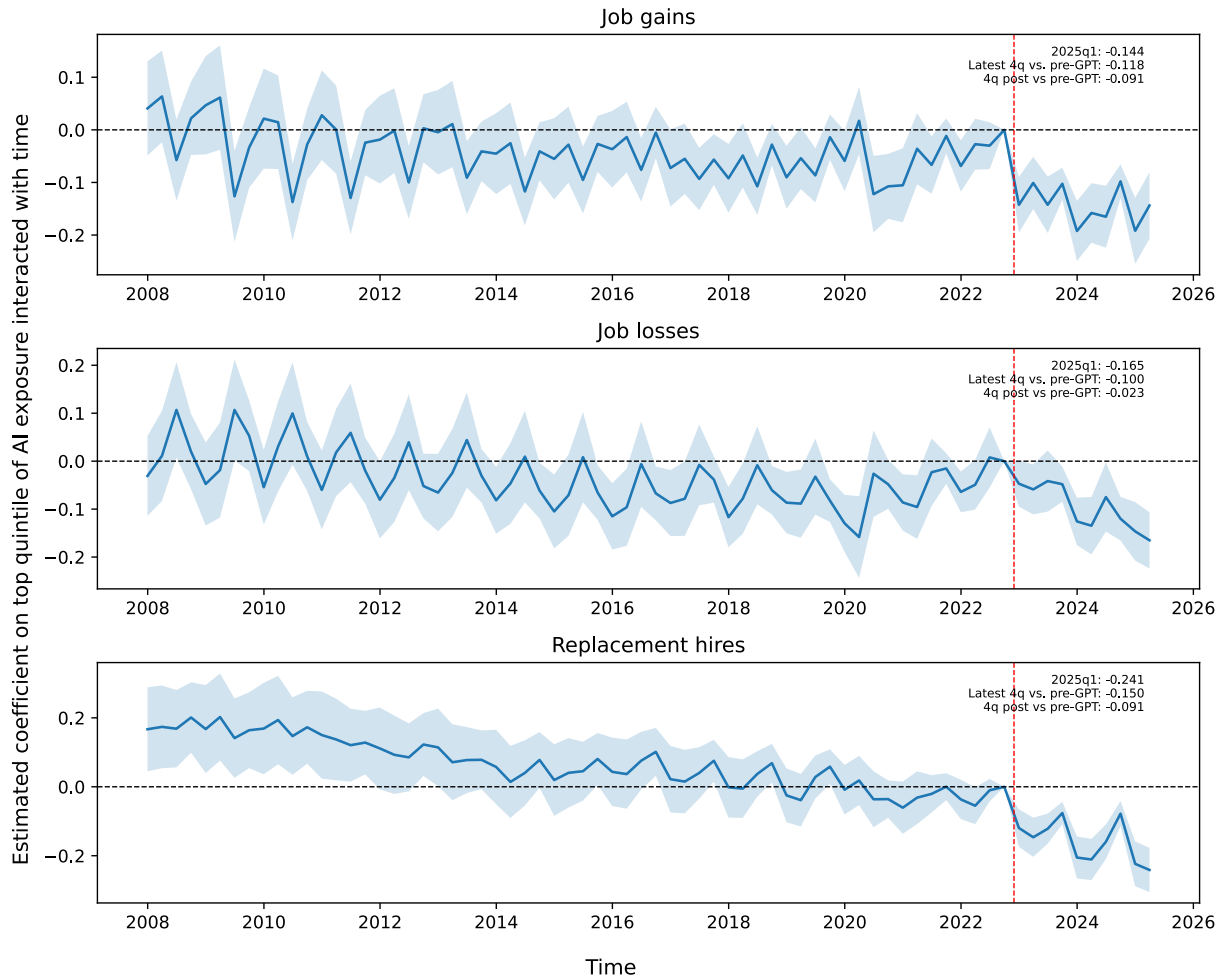 Job gains
2025q1: -0.144
Latest 4q vs. pre-GPT: -0.118
4q post vs pre-GPT: -0.091
0.1
0.0
−0.1
−0.2
2008 2010 2012 2014 2016 2018 2020 2022 2024 2026
Job losses
2025q1: -0.165
Latest 4q vs. pre-GPT: -0.100
4q post vs pre-GPT: -0.023
0.2
0.1
0.0
−0.1
−0.2
2008 2010 2012 2014 2016 2018 2020 2022 2024 2026
Replacement hires
2025q1: -0.241
Latest 4q vs. pre-GPT: -0.150
4q post vs pre-GPT: -0.091
0.2
0.0
−0.2
2008 2010 2012 2014 2016 2018 2020 2022 2024 2026
Time
Estimated coefficient on top quintile of AI exposure interacted with time